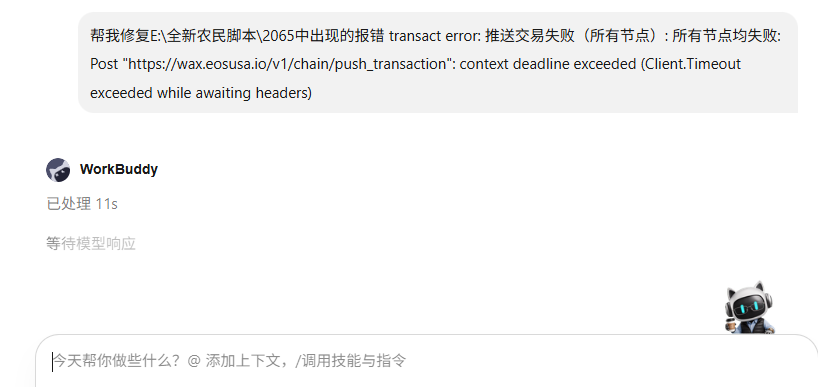 帮我修复E:\全新农民脚本\2065中出现的报错 transact error: 推送交易失败（所有节点）: 所有节点均失败:
Post "https://wax.eosusa.io/v1/chain/push_transaction": context deadline exceeded (Client.Timeout
exceeded while awaiting headers)
WorkBuddy
已处理 11s
等待模型响应
今天帮你做些什么？@ 添加上下文，/调用技能与指令